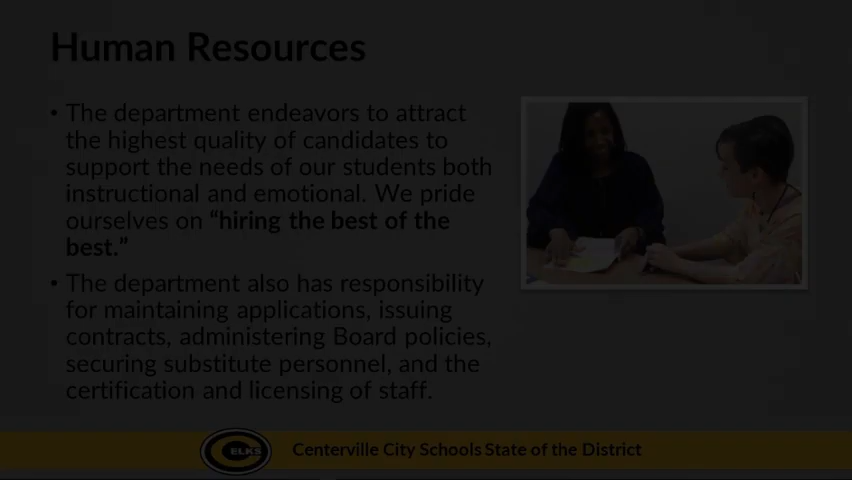 Human Resources
• The department endeavors to attract
the highest quality of candidates to
support the needs of our students both
instructional and emotional. We pride
ourselves on “hiring the best of the
best.”
• The department also has responsibility
for maintaining applications, issuing
contracts, administering Board policies,
securing substitute personnel, and the
certification and licensing of staff.
ELKS
Centerville City Schools State of the District